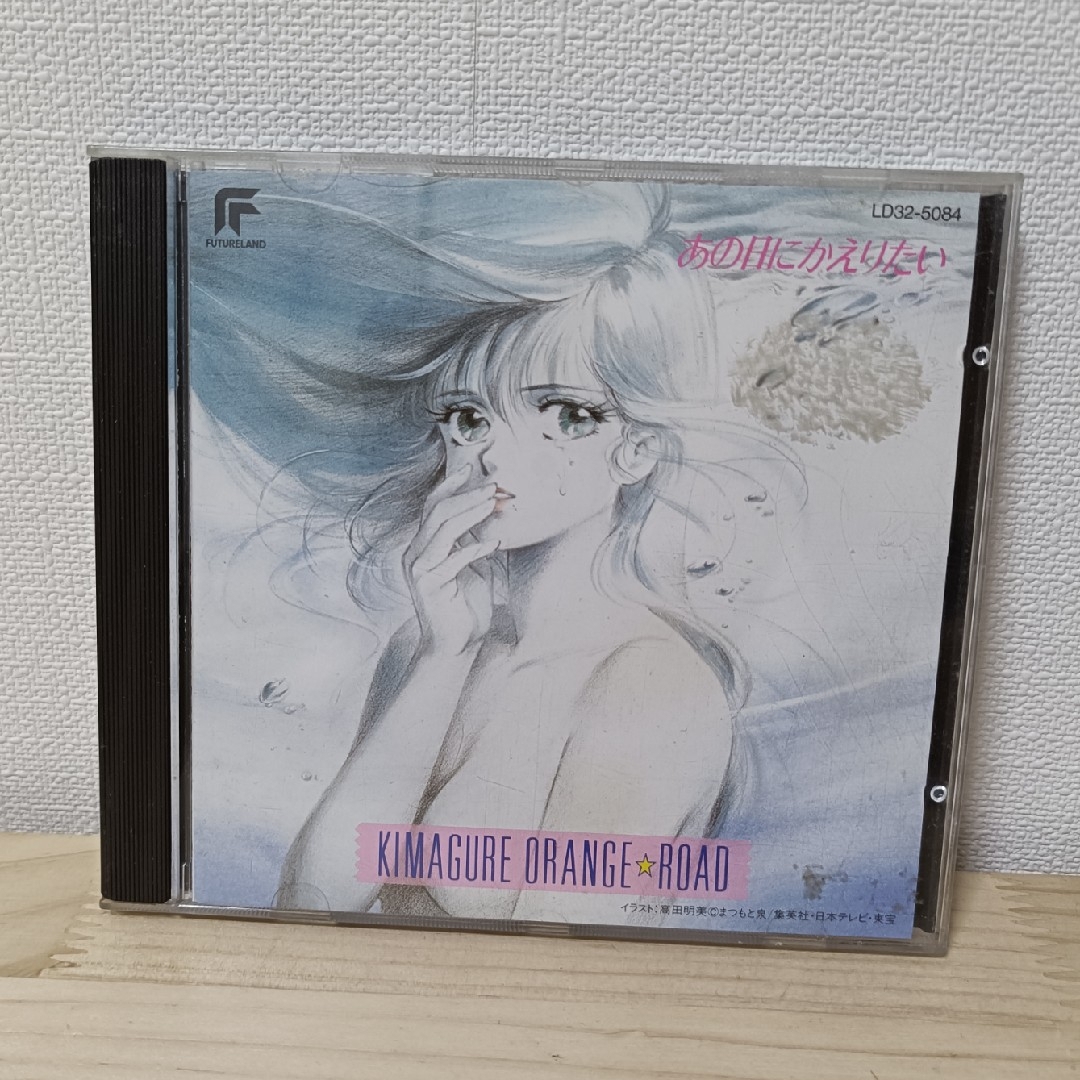 FUTURELAND
LD32-5084
あの日にかえりたい
KIMAGURE ORANGE★ROAD
イラスト:高田明美©まつもと泉/集英社・日本テレビ・東宝